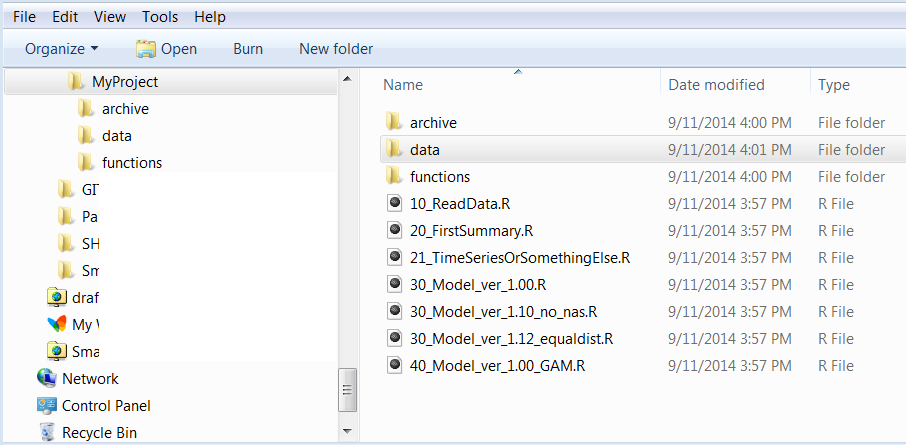 File Edit View Tools Help
Organize Open Burn New folder
MyProject
archive
data
functions
GI
Pa
SH
Sm
draf
My
Sma
Network
Control Panel
Recycle Bin
Name Date modified Type
archive 9/11/2014 4:00 PM File folder
data 9/11/2014 4:01 PM File folder
functions 9/11/2014 4:00 PM File folder
10_ReadData.R 9/11/2014 3:57 PM R File
20_FirstSummary.R 9/11/2014 3:57 PM R File
21_TimeSeriesOrSomethingElse.R 9/11/2014 3:57 PM R File
30_Model_ver_1.00.R 9/11/2014 3:57 PM R File
30_Model_ver_1.10_no_nas.R 9/11/2014 3:57 PM R File
30_Model_ver_1.12_equaldist.R 9/11/2014 3:57 PM R File
40_Model_ver_1.00_GAM.R 9/11/2014 3:57 PM R File